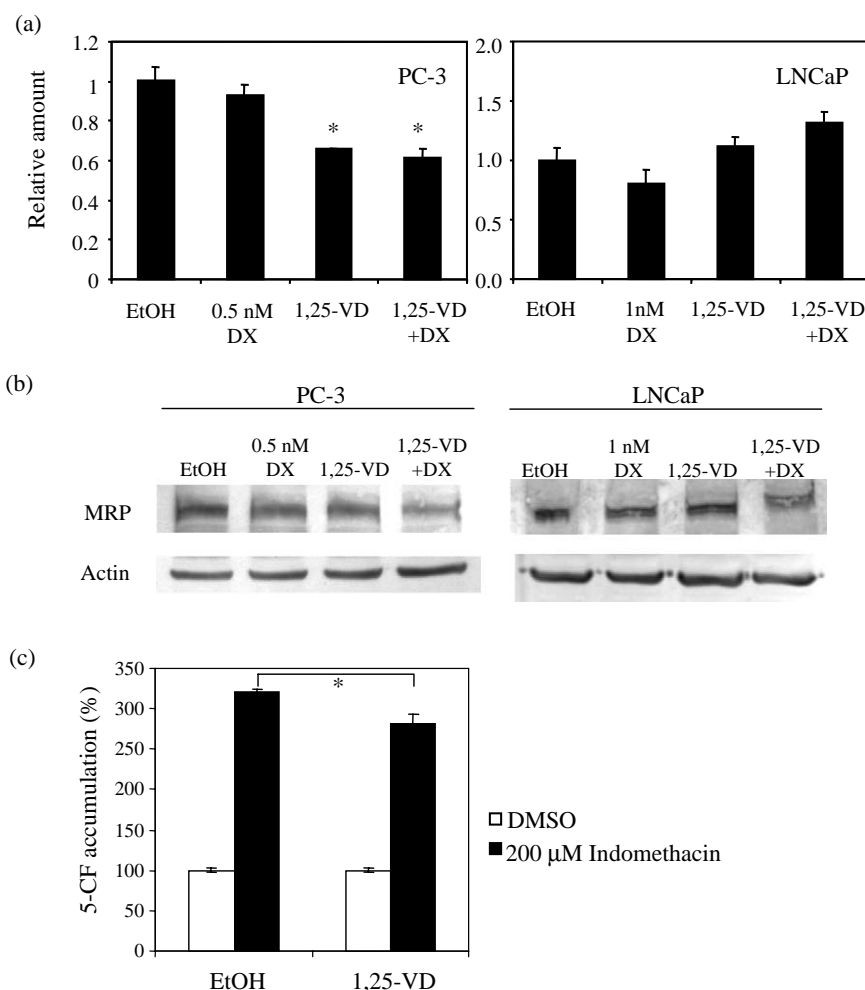 (a)
1.2
1
0.8
0.6
0.4
0.2
0
Relative amount
PC-3
*
*
EtOH
0.5 nM
DX
1,25-VD
1,25-VD
+DX
2.0
1.5
1.0
0.5
0.0
LNCaP
EtOH
1nM
DX
1,25-VD
1,25-VD
+DX
(b)
PC-3
LNCaP
EtOH
0.5 nM
DX
1,25-VD
1,25-VD
+DX
EtOH
1 nM
DX
1,25-VD
1,25-VD
+DX
MRP
Actin
(c)
5-CF accumulation (%)
350
300
250
200
150
100
50
0
*
EtOH
1,25-VD
DMSO
200 µM Indomethacin